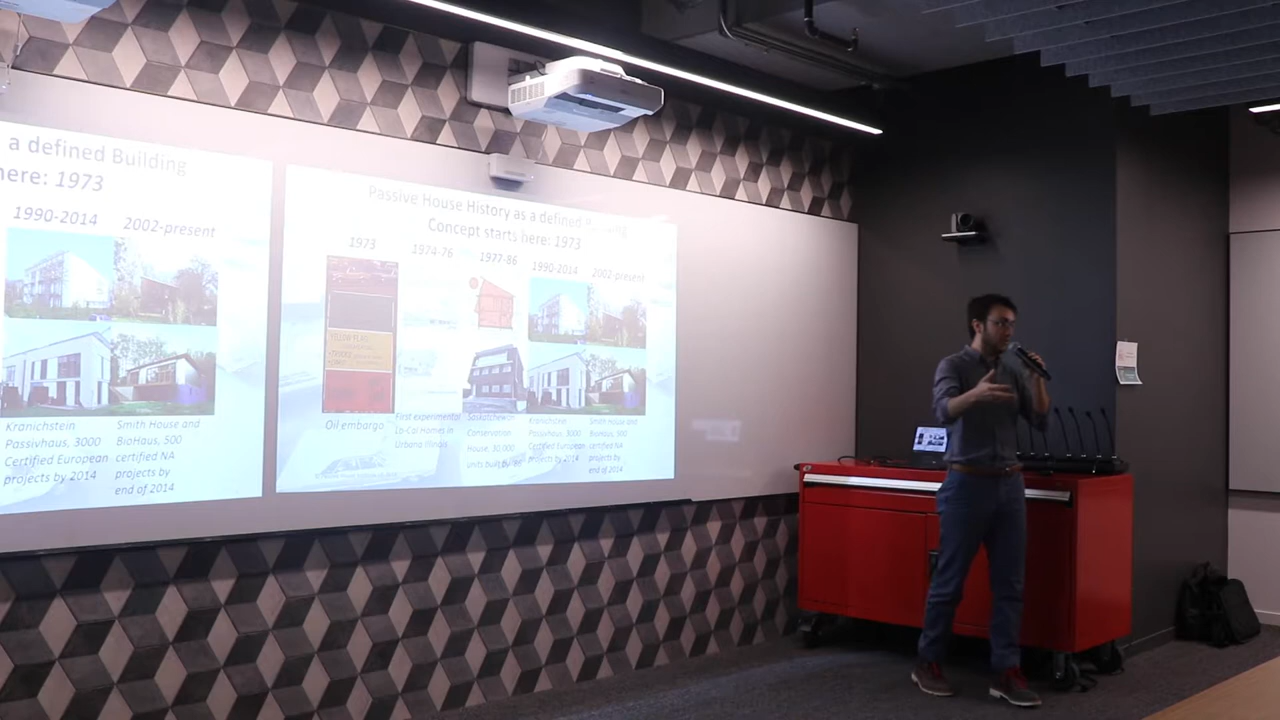 a defined Building
here: 1973
1990-2014
2002-present
Kranichstein
Passivhaus, 3000
Certified European
projects by 2014
Smith House and
BioHaus, 500
certified NA
projects by
end of 2014
Passive House History as a defined Building
Concept starts here: 1973
1973
1974-76
1977-86
1990-2014
2002-present
Oil embargo
First experimental
Lo-Cal Homes in
Urbana Illinois
Saskatchewan
Conservation
House, 30,000
units built by
Kranichstein
Passivhaus, 3000
Certified European
projects by 2014
Smith House and
BioHaus, 500
certified NA
projects by
end of 2014